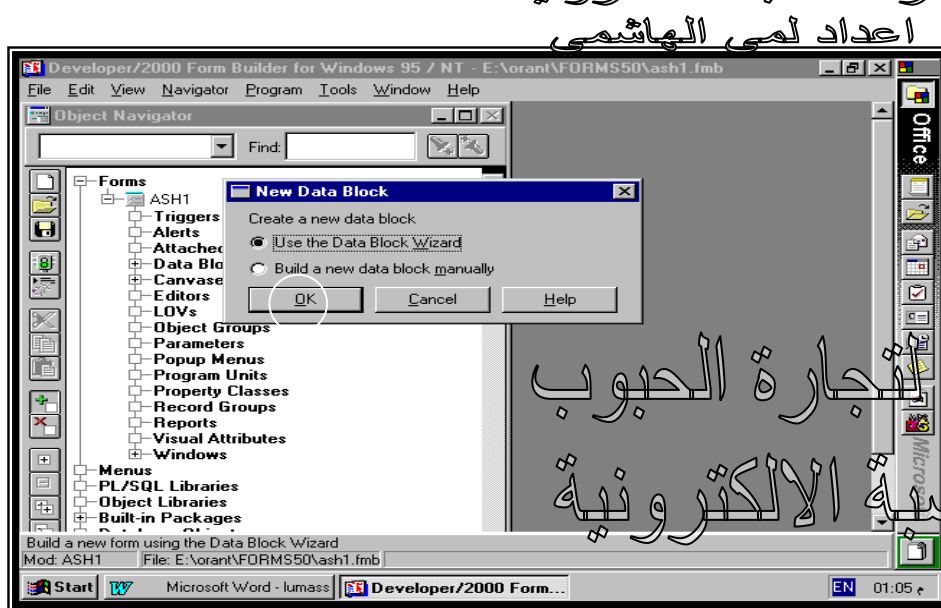 اعداد لمى الهاشمي
Developer/2000 Form Builder for Windows 95 / NT - E:\orant\FORMS50\ash1.fmb
File Edit View Navigator Program Tools Window Help
Object Navigator
Find:
Office
Forms
ASH1
Triggers
Alerts
Attached
Data Blo
Canvase
Editors
LOVs
Object Groups
Parameters
Popup Menus
Program Units
Property Classes
Record Groups
Reports
Visual Attributes
Windows
Menus
PL/SQL Libraries
Object Libraries
Built-in Packages
New Data Block
Create a new data block
Use the Data Block Wizard
Build a new data block manually
OK Cancel Help
لتجارة الحبوب
الالكترونية
Build a new form using the Data Block Wizard
Mod: ASH1 File: E:\orant\FORMS50\ash1.fmb
Start Microsoft Word - lumass Developer/2000 Form... EN 01:05 م